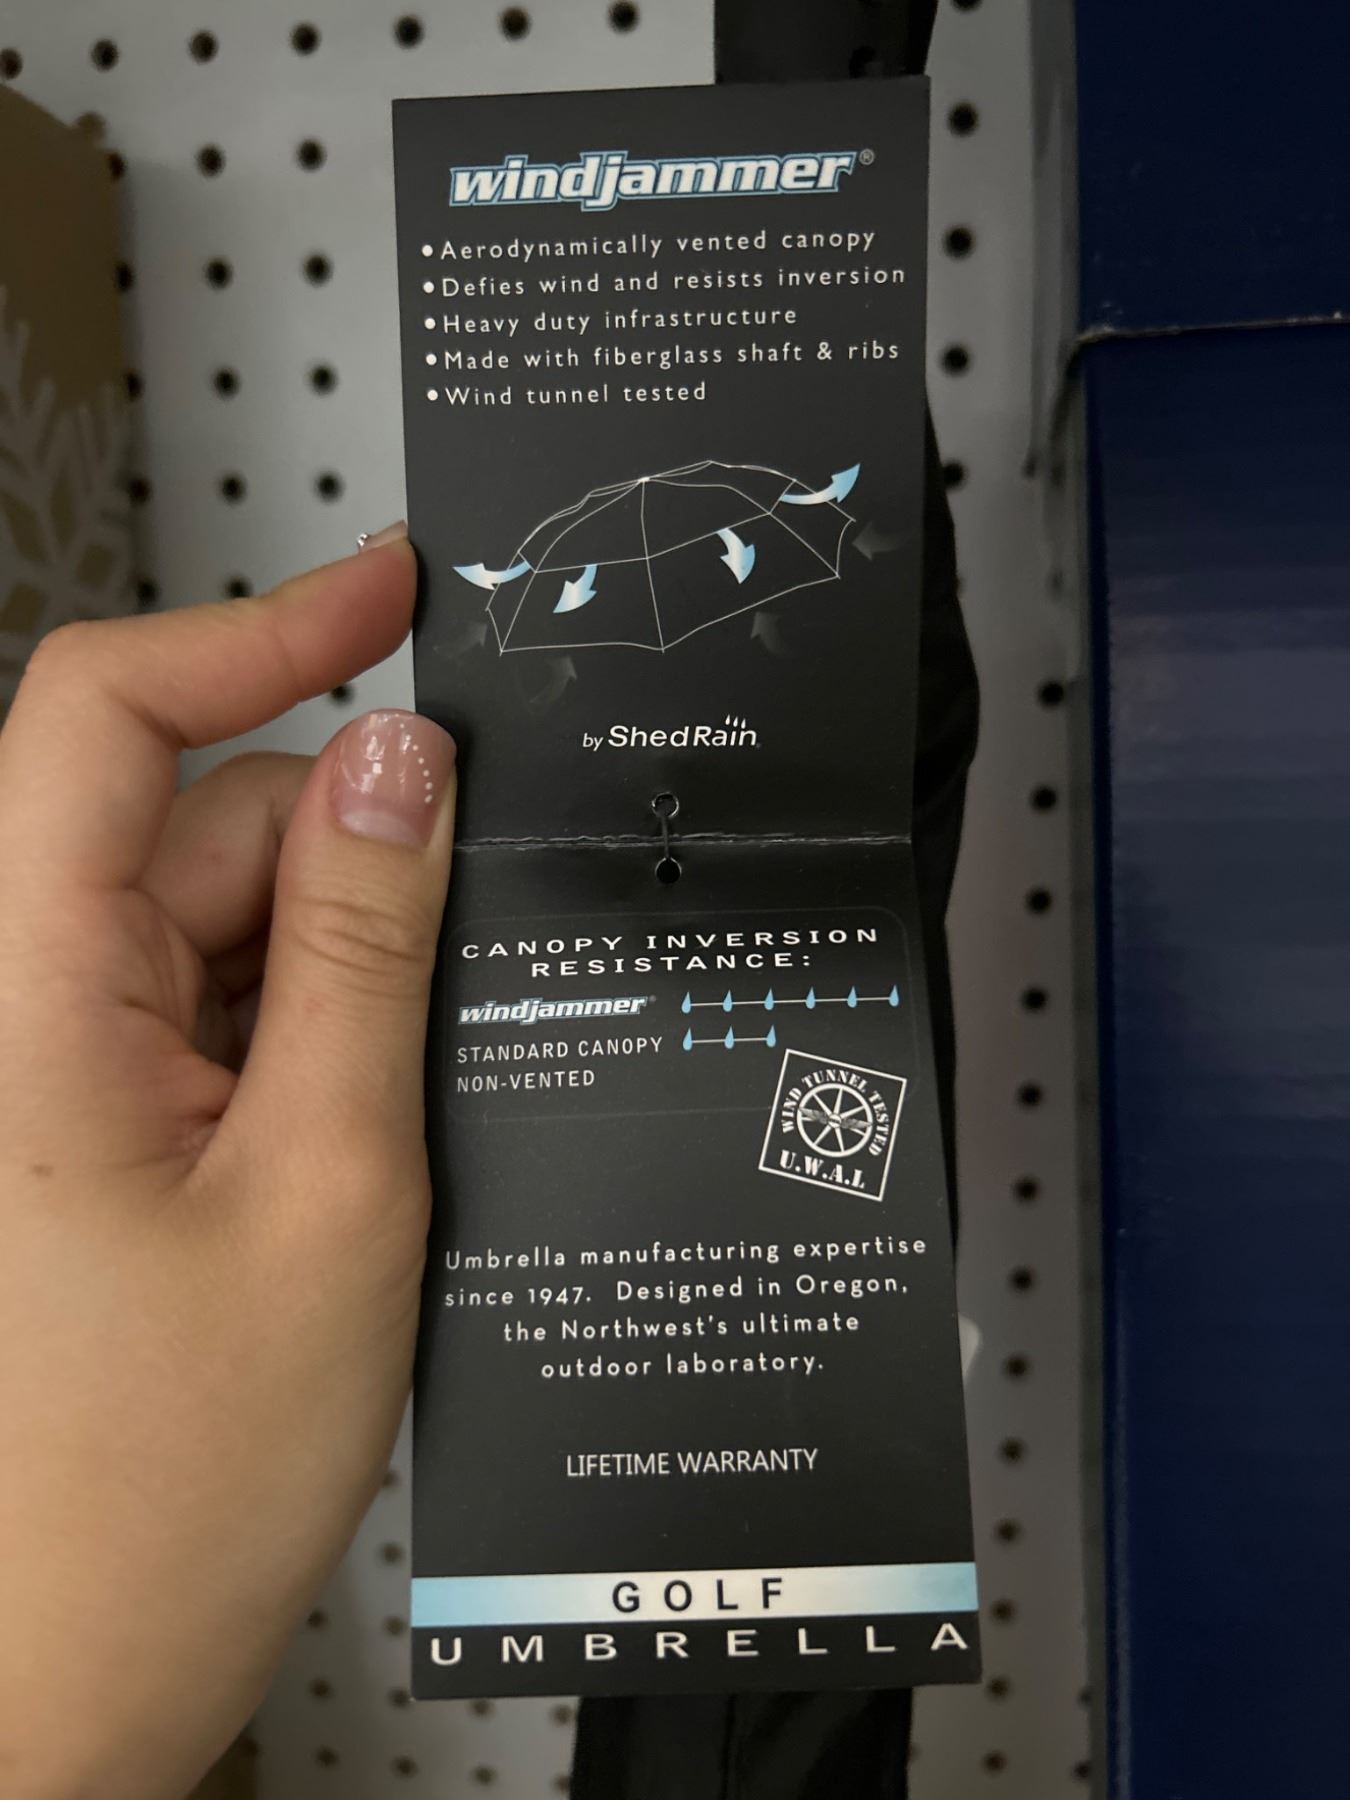 windjammer®
• Aerodynamically vented canopy
• Defies wind and resists inversion
• Heavy duty infrastructure
• Made with fiberglass shaft & ribs
• Wind tunnel tested
by ShedRain
CANOPY INVERSION
RESISTANCE:
windjammer®
STANDARD CANOPY
NON-VENTED
WIND TUNNEL TESTED
U.W.A.L
Umbrella manufacturing expertise
since 1947. Designed in Oregon,
the Northwest's ultimate
outdoor laboratory.
LIFETIME WARRANTY
GOLF
UMBRELLA